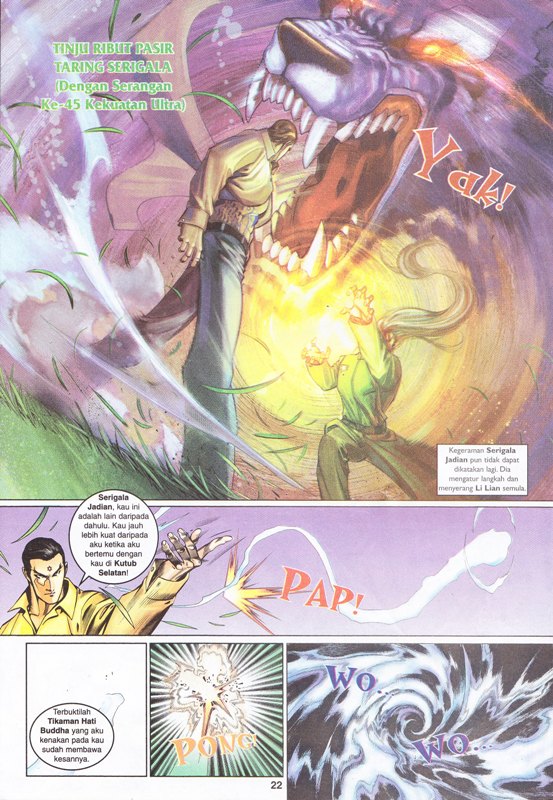 TINJU RIBUT PASIR
TARING SERIGALA
(Dengan Serangan
Ke-45 Kekuatan Ultra)
Yak!
Kegeraman Serigala
Jadian pun tidak dapat
dikatakan lagi. Dia
mengatur langkah dan
menyerang Li Lian semula.
Serigala
Jadian, kau ini
adalah lain daripada
dahulu. Kau jauh
lebih kuat daripada
aku ketika aku
bertemu dengan
kau di Kutub
Selatan!
PAP!
Terbuktilah
Tikaman Hati
Buddha yang aku
kenakan pada kau
sudah membawa
kesannya.
PONG!
WO...
WO...
22